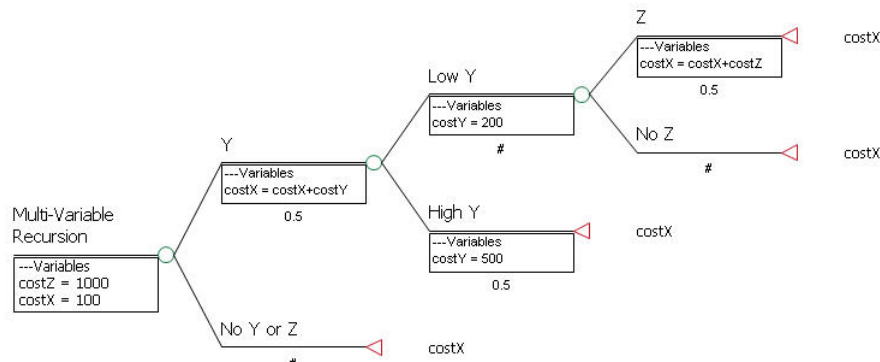 Z
---Variables
costX = costX+costZ
0.5
costX
Low Y
---Variables
costY = 200
#
No Z
#
costX
Y
---Variables
costX = costX+costY
0.5
High Y
---Variables
costY = 500
0.5
costX
Multi-Variable
Recursion
---Variables
costZ = 1000
costX = 100
No Y or Z
#
costX